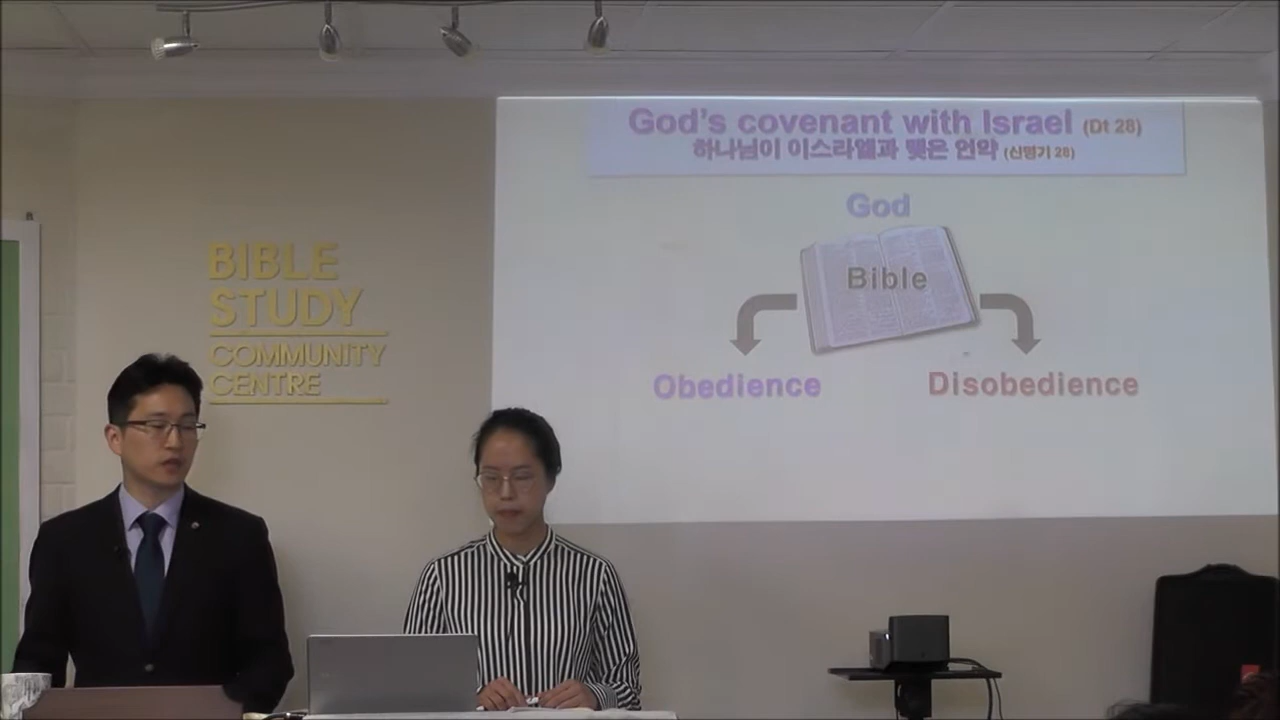 BIBLE
STUDY
COMMUNITY
CENTRE
God's covenant with Israel (Dt 28)
하나님이 이스라엘과 맺은 언약 (신명기 28)
God
Bible
Obedience
Disobedience